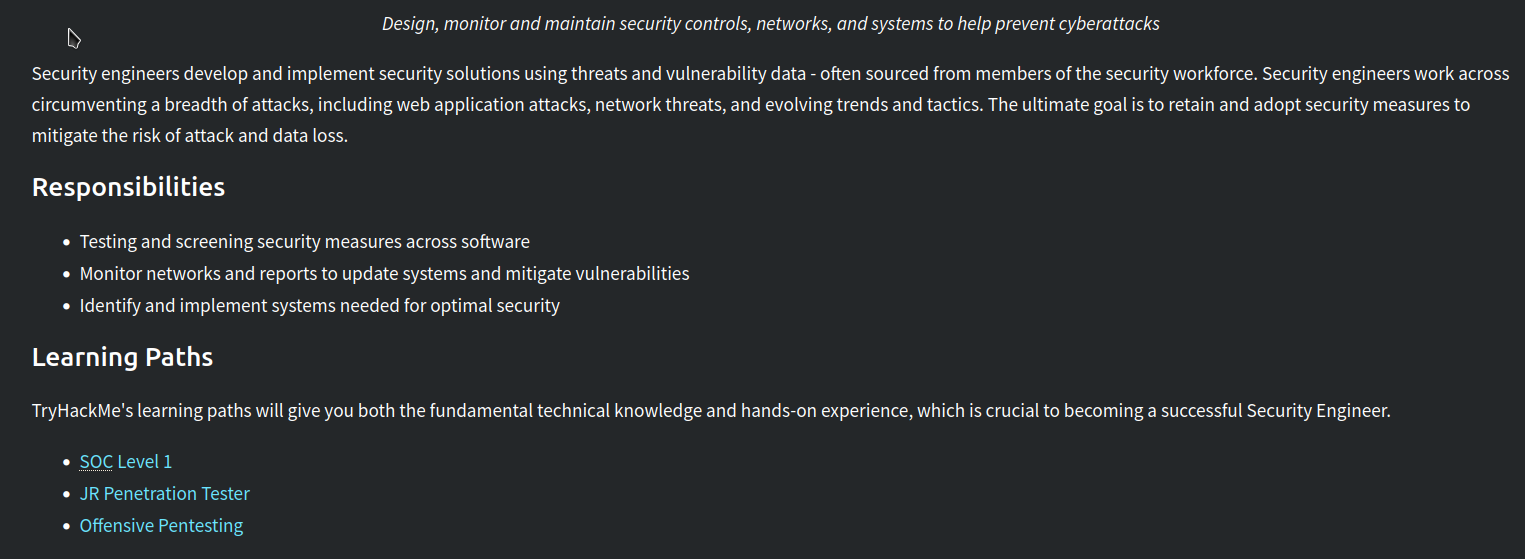 Design, monitor and maintain security controls, networks, and systems to help prevent cyberattacks
Security engineers develop and implement security solutions using threats and vulnerability data - often sourced from members of the security workforce. Security engineers work across
circumventing a breadth of attacks, including web application attacks, network threats, and evolving trends and tactics. The ultimate goal is to retain and adopt security measures to
mitigate the risk of attack and data loss.
Responsibilities
• Testing and screening security measures across software
• Monitor networks and reports to update systems and mitigate vulnerabilities
• Identify and implement systems needed for optimal security
Learning Paths
TryHackMe's learning paths will give you both the fundamental technical knowledge and hands-on experience, which is crucial to becoming a successful Security Engineer.
• SOC Level 1
• JR Penetration Tester
• Offensive Pentesting